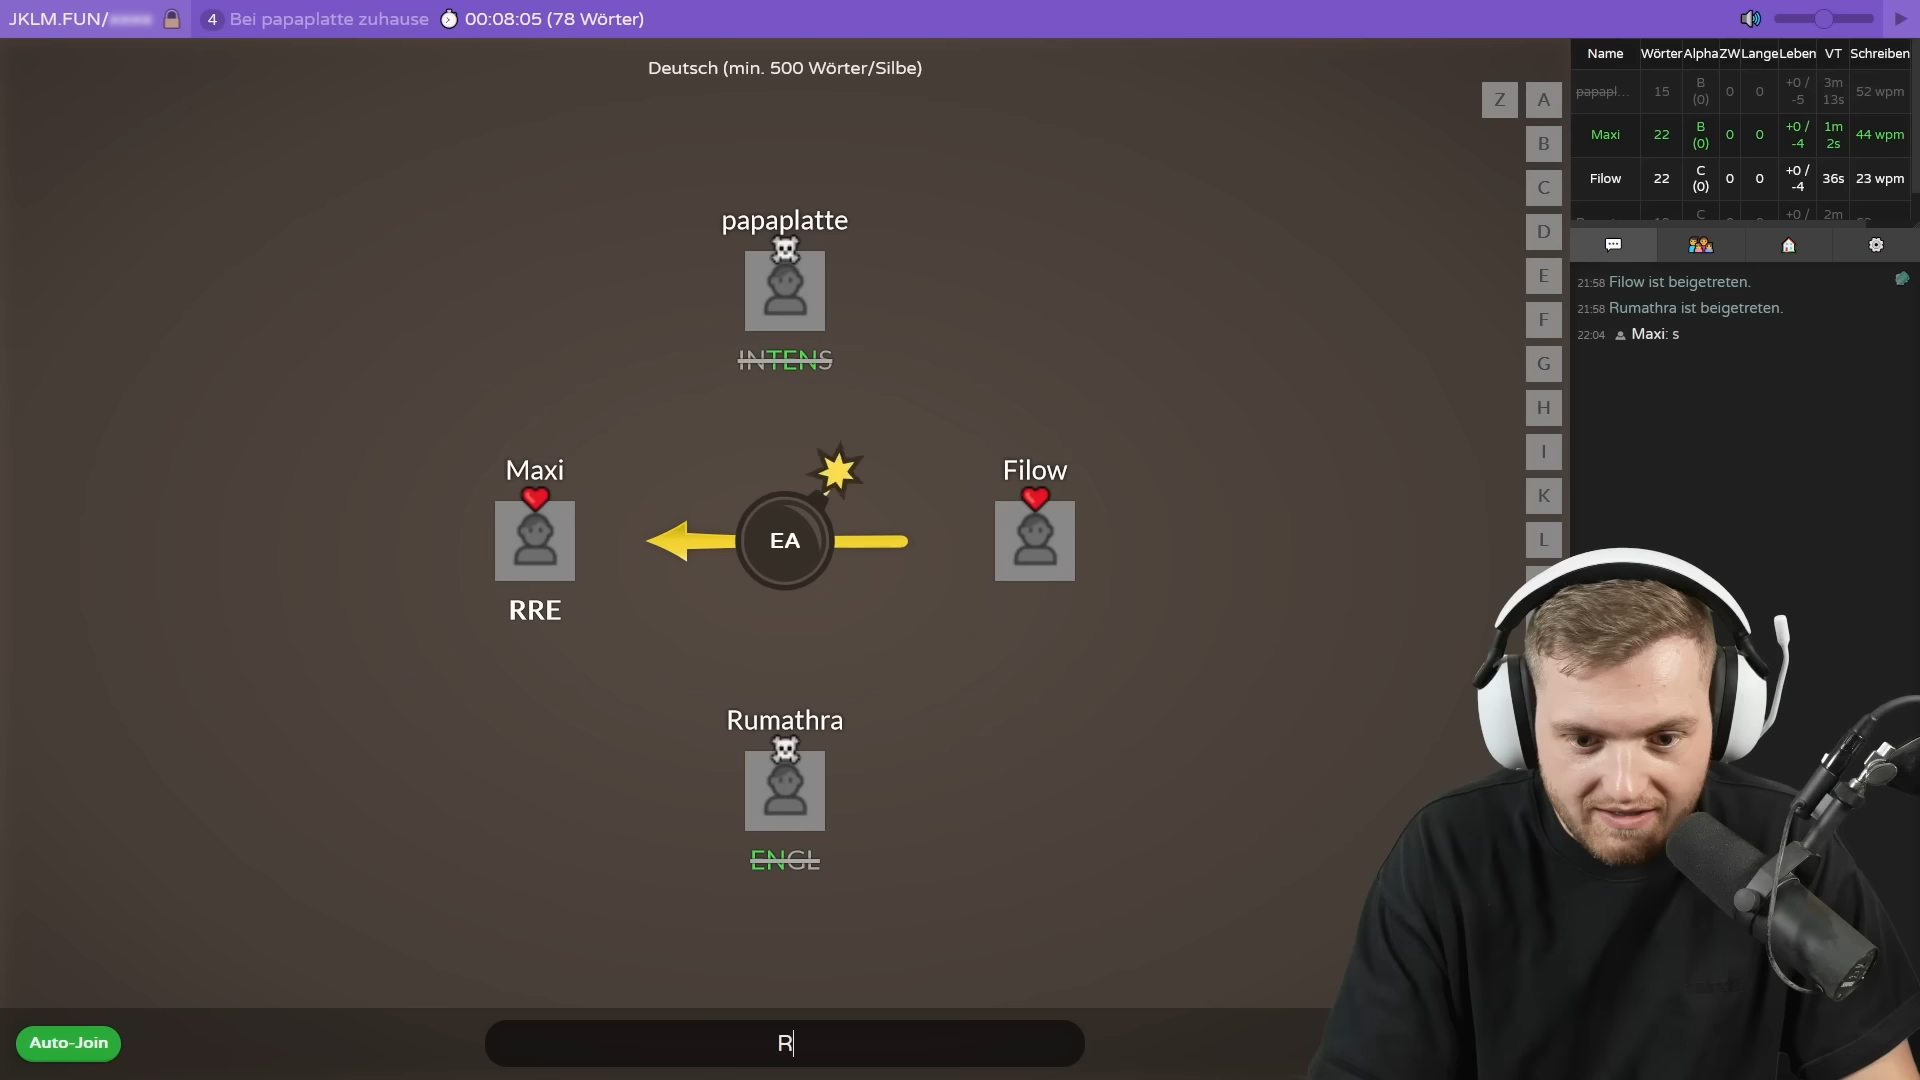 JKLM.FUN/
4 Bei papaplatte zuhause 00:08:05 (78 Wörter)
Deutsch (min. 500 Wörter/Silbe)
Name Wörter Alpha ZW Lange Leben VT Schreiben
papapl... 15 B (0) 0 0 +0 / -5 3m 13s 52 wpm
Maxi 22 B (0) 0 0 +0 / -4 1m 2s 44 wpm
Filow 22 C (0) 0 0 +0 / -4 36s 23 wpm
C +0 / 2m
21:58 Filow ist beigetreten.
21:58 Rumathra ist beigetreten.
22:04 Maxi: s
Z A
B
C
D
E
F
G
H
I
K
L
papaplatte
INTENS
Maxi
RRE
EA
Filow
Rumathra
ENGL
Auto-Join
R